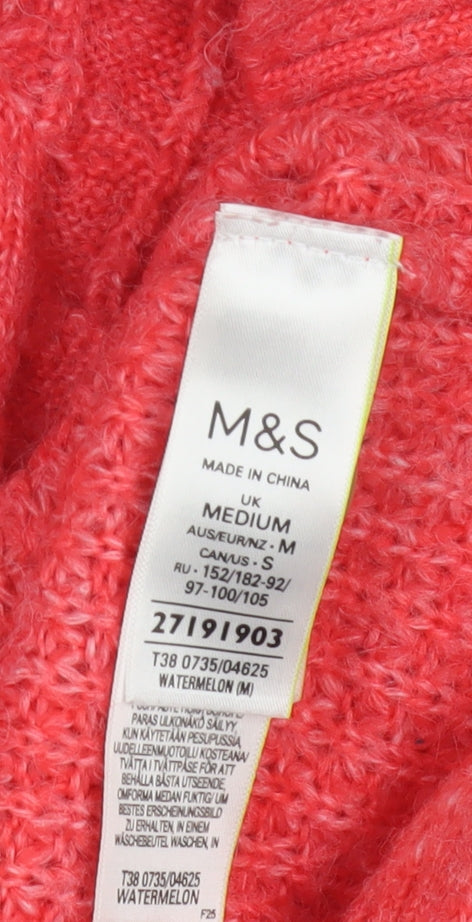 M&S
MADE IN CHINA
UK
MEDIUM
AUS/EUR/NZ · M
CAN/US · S
RU · 152/182-92/
97-100/105
27191903
T38 0735/04625
WATERMELON (M)
PARAS ULKONÄKÖ SÄILYY,
KUN KÄYTETÄÄN PESUPUSSIA,
UUDELLEENMUOTOILU KOSTEANA/
TVÄTTA I TVÄTTPÅSE FÖR ATT
BEHÅLLA BÄSTA UTSEENDE,
OMFORMA MEDAN FUKTIG/ UM
BESTES ERSCHEINUNGSBILD
ZU ERHALTEN, IN EINEM
WÄSCHEBEUTEL WASCHEN, IN
T38 0735/04625
WATERMELON
F25